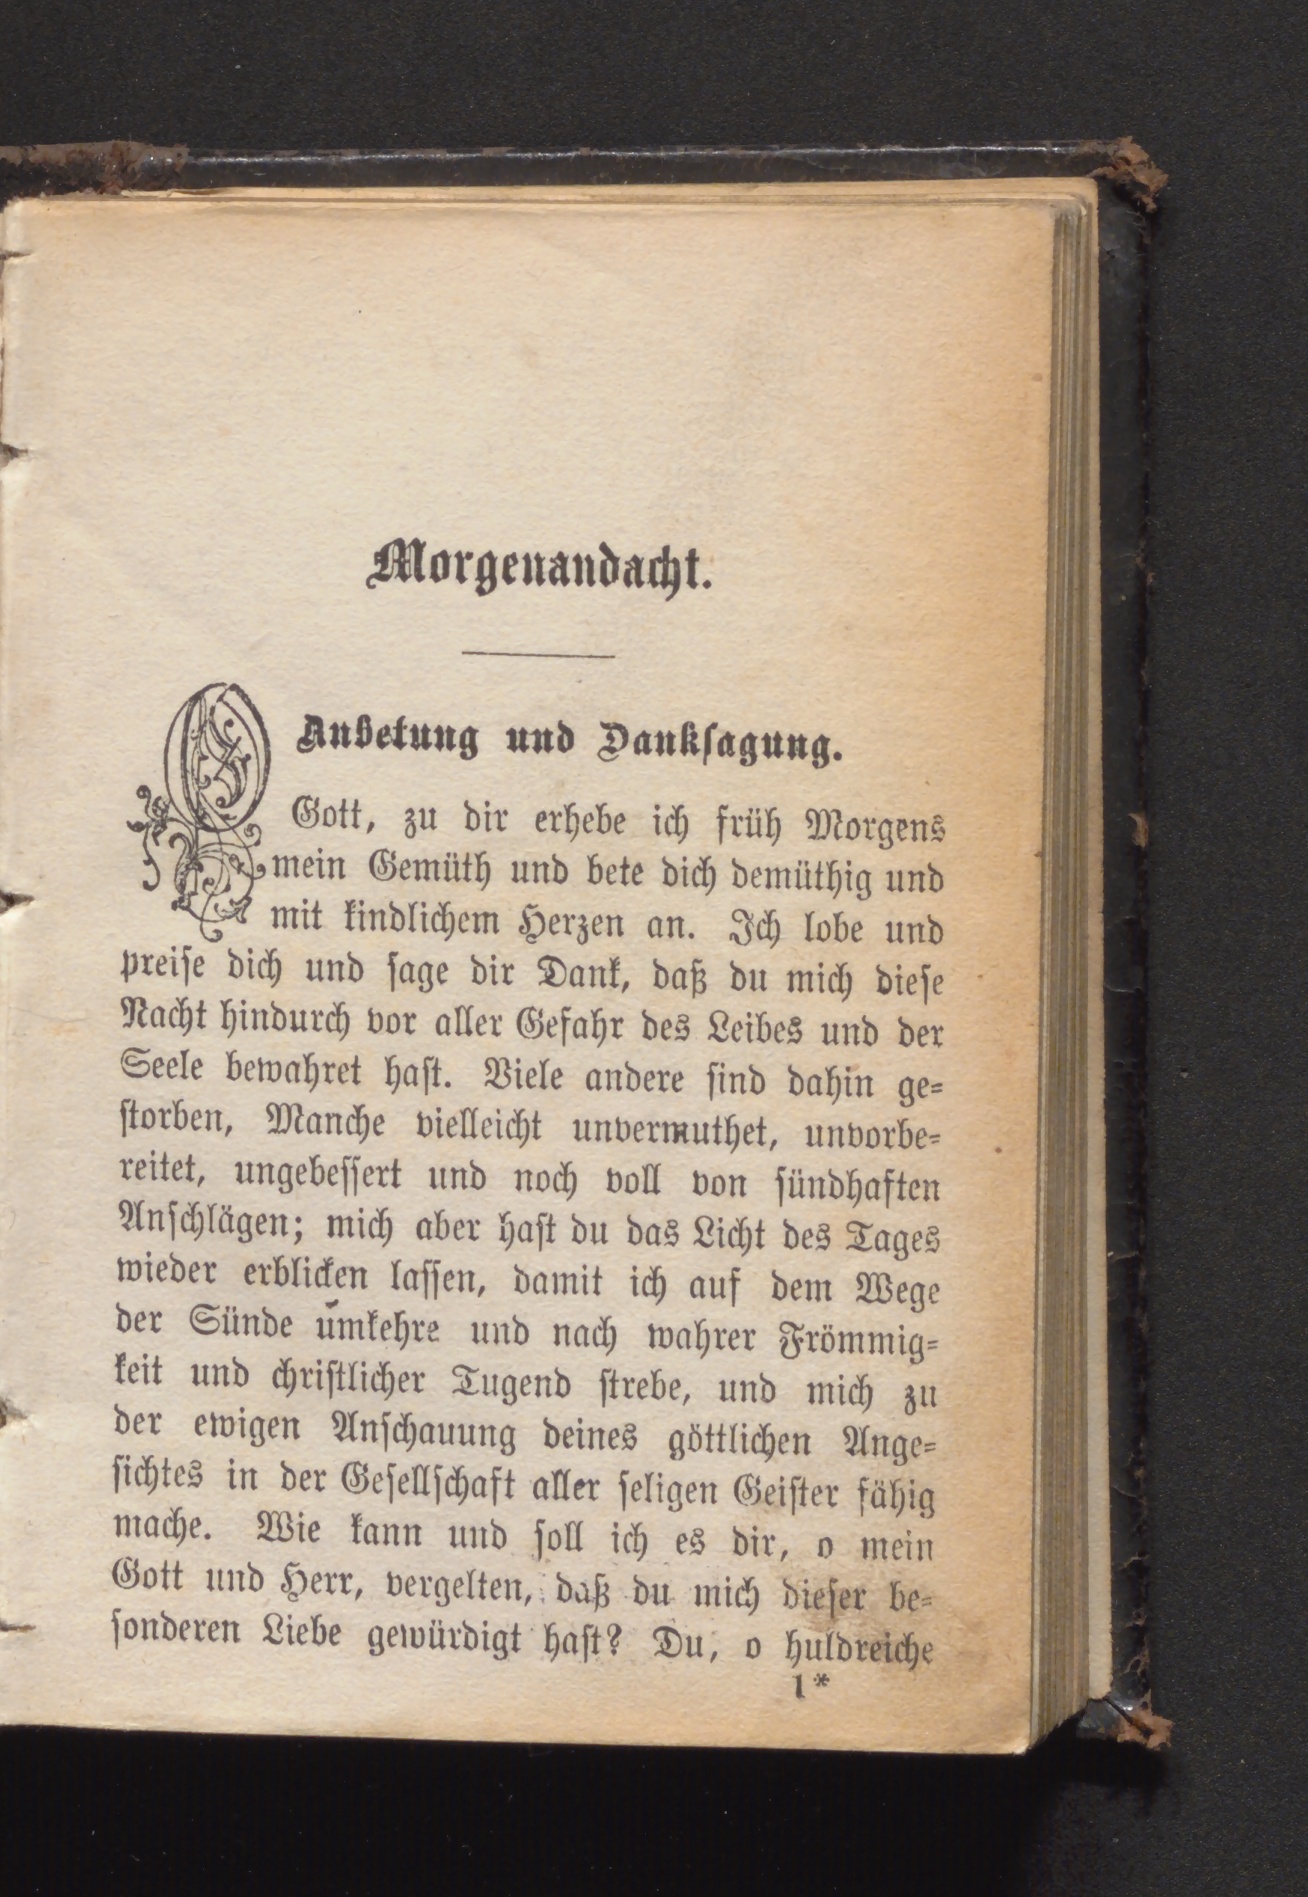 Morgenandacht.
Anbetung und Dankſagung.
O Gott, zu dir erhebe ich früh Morgens
mein Gemüth und bete dich demüthig und
mit kindlichem Herzen an. Ich lobe und
preiſe dich und ſage dir Dank, daß du mich dieſe
Nacht hindurch vor aller Gefahr des Leibes und der
Seele bewahret haſt. Viele andere ſind dahin ge⸗
ſtorben, Manche vielleicht unvermuthet, unvorbe⸗
reitet, ungebeſſert und noch voll von ſündhaften
Anſchlägen; mich aber haſt du das Licht des Tages
wieder erblicken laſſen, damit ich auf dem Wege
der Sünde umkehre und nach wahrer Frömmig⸗
keit und chriſtlicher Tugend ſtrebe, und mich zu
der ewigen Anſchauung deines göttlichen Ange⸗
ſichtes in der Geſellſchaft aller ſeligen Geiſter fähig
mache. Wie kann und ſoll ich es dir, o mein
Gott und Herr, vergelten, daß du mich dieſer be⸗
ſonderen Liebe gewürdigt haſt? Du, o huldreiche
1*